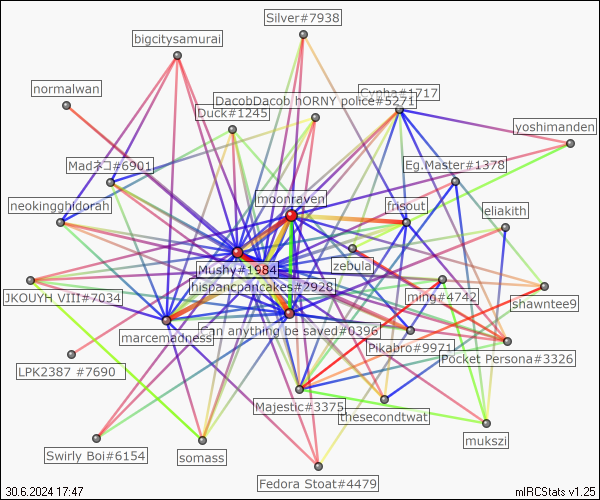 Silver#7938
bigcitysamurai
normalwan
DacobDacob hORNY police#5271
Cypha#1717
Duck#1245
yoshimanden
Madネコ#6901
Eg.Master#1378
moonraven
neokingghidorah
frisout
eliakith
Mushy#1984
zebula
hispancpancakes#2928
JKOUYH VIII#7034
ming#4742
Shawntee9
marcemadness
Can anything be saved#0396
Pikabro#9971
Pocket Persona#3326
LPK2387 #7690
Majestic#3375
thesecondtwat
mukszi
Swirly Boi#6154
somass
Fedora Stoat#4479
30.6.2024 17:47
mIRCStats v1.25